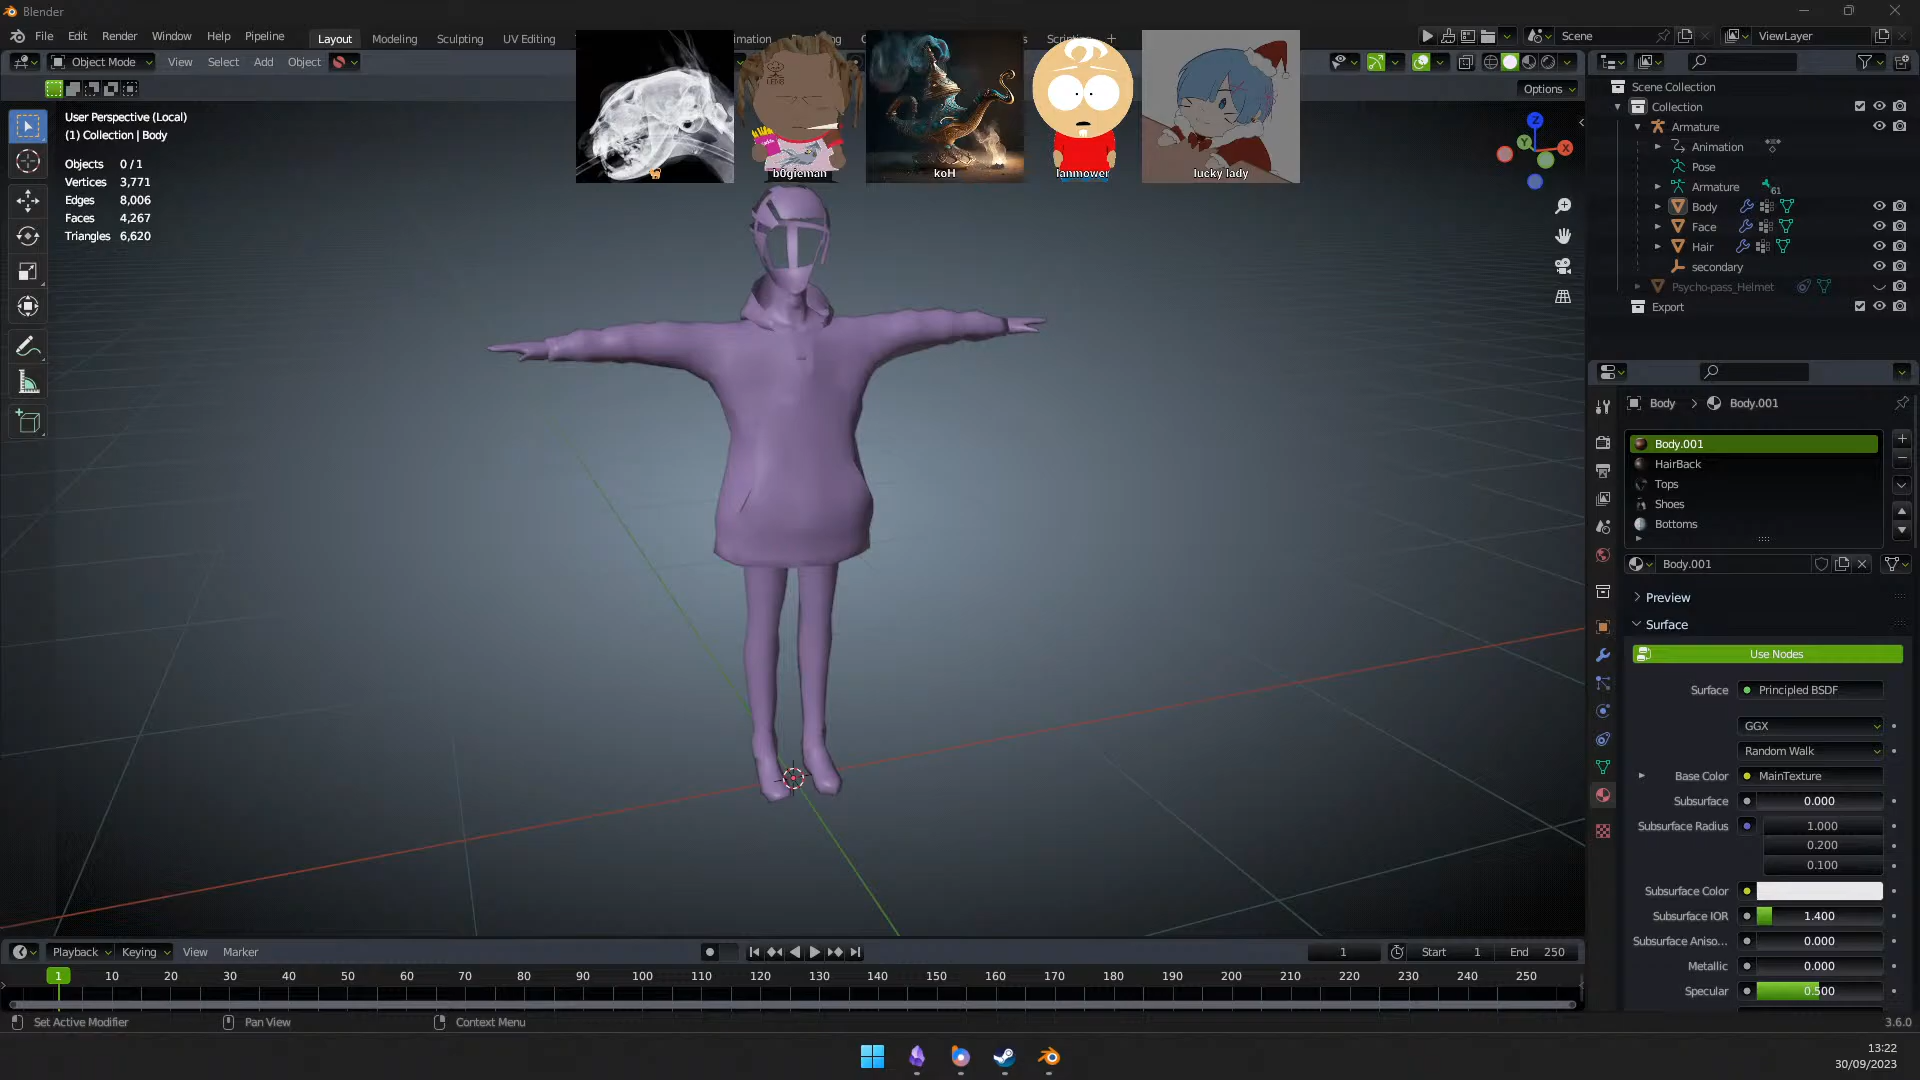 Blender
File Edit Render Window Help Pipeline Layout Modeling Sculpting UV Editing
Scene
ViewLayer
Object Mode View Select Add Object
Options
User Perspective (Local)
(1) Collection | Body
Objects 0 / 1
Vertices 3,771
Edges 8,006
Faces 4,267
Triangles 6,620
b0gieman
koH
lanmower
lucky lady
Z
Y
X
Scene Collection
Collection
Armature
Animation
Pose
Armature 61
Body
Face
Hair
secondary
Psycho-pass_Helmet
Export
Body > Body.001
Body.001
HairBack
Tops
Shoes
Bottoms
Body.001
Preview
Surface
Use Nodes
Surface Principled BSDF
GGX
Random Walk
Base Color MainTexture
Subsurface 0.000
Subsurface Radius 1.000
0.200
0.100
Subsurface Color
Subsurface IOR 1.400
Subsurface Aniso... 0.000
Metallic 0.000
Specular 0.500
Playback Keying View Marker
1 Start 1 End 250
1 10 20 30 40 50 60 70 80 90 100 110 120 130 140 150 160 170 180 190 200 210 220 230 240 250
Set Active Modifier Pan View Context Menu
3.6.0
13:22
30/09/2023